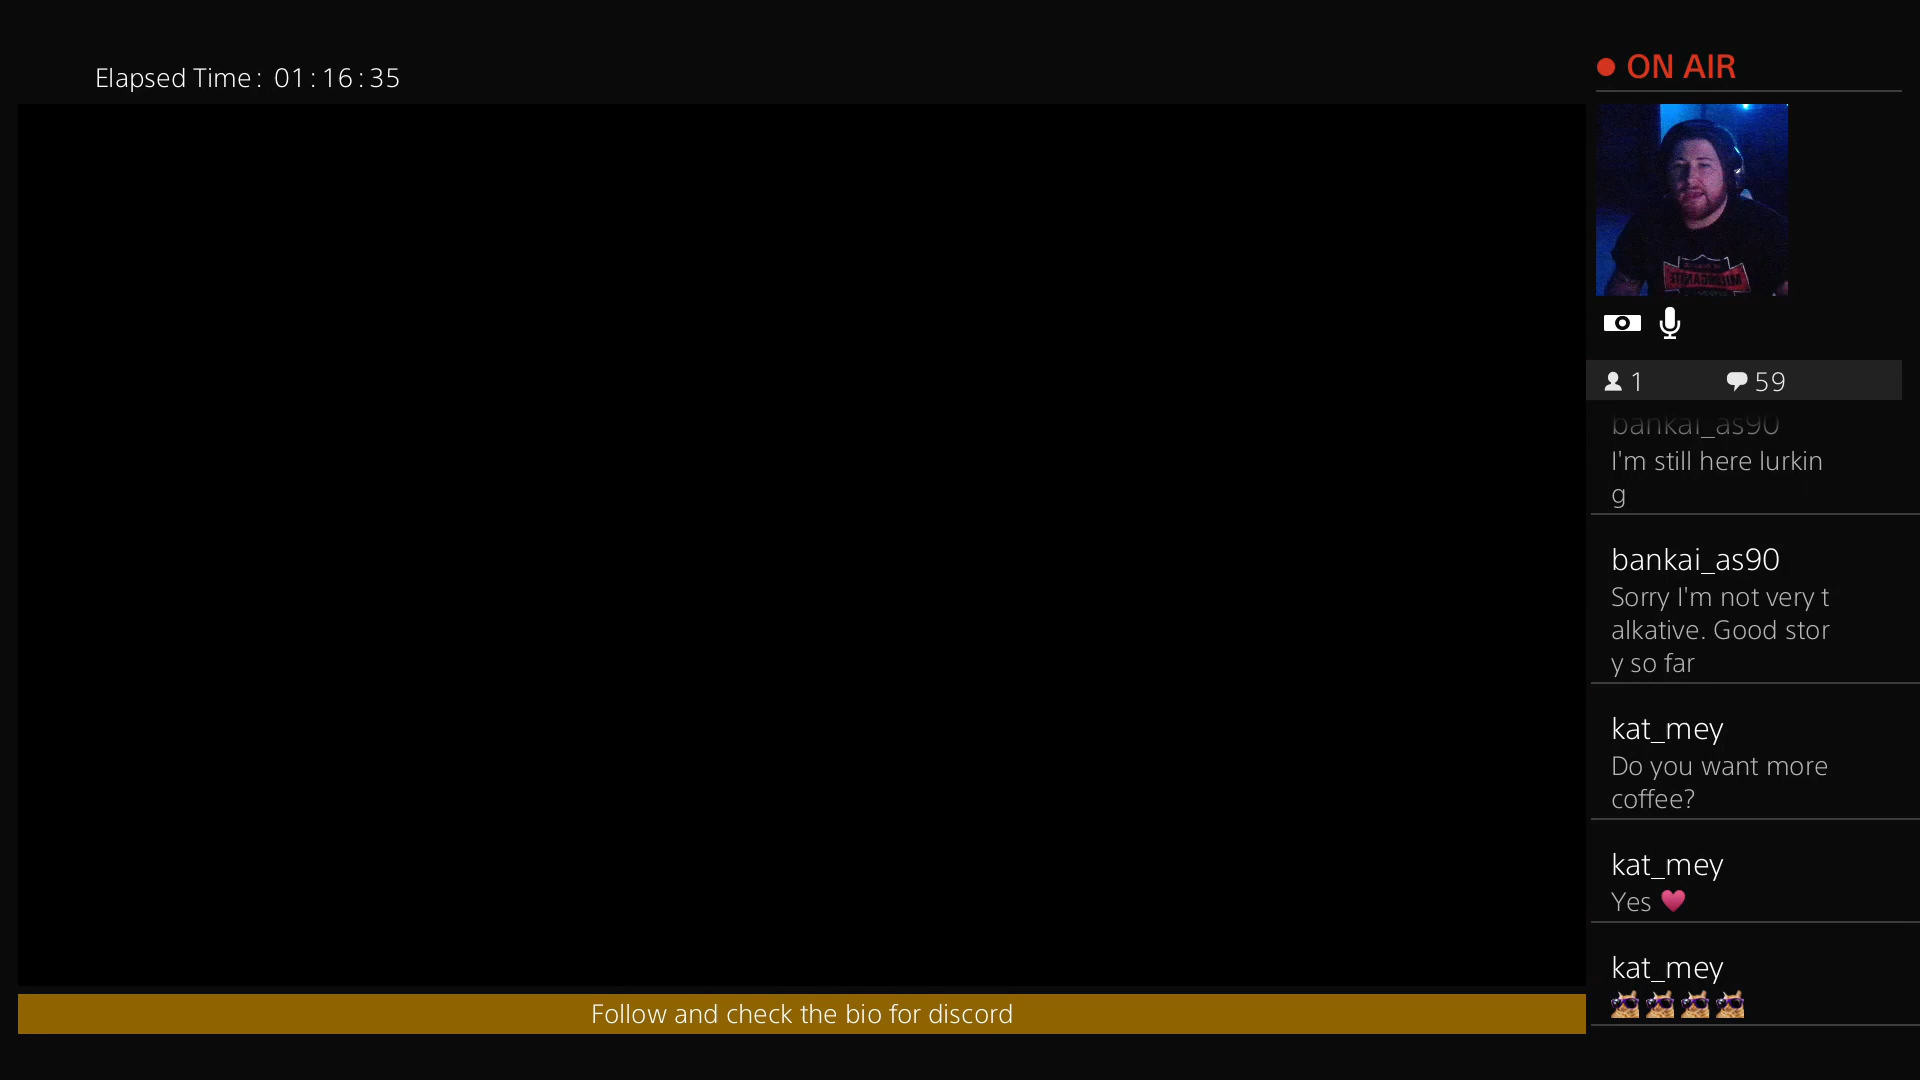 Elapsed Time: 01:16:35
ON AIR
1 59
bankai_as90
I'm still here lurkin
g
bankai_as90
Sorry I'm not very t
alkative. Good stor
y so far
kat_mey
Do you want more
coffee?
kat_mey
Yes
kat_mey
Follow and check the bio for discord